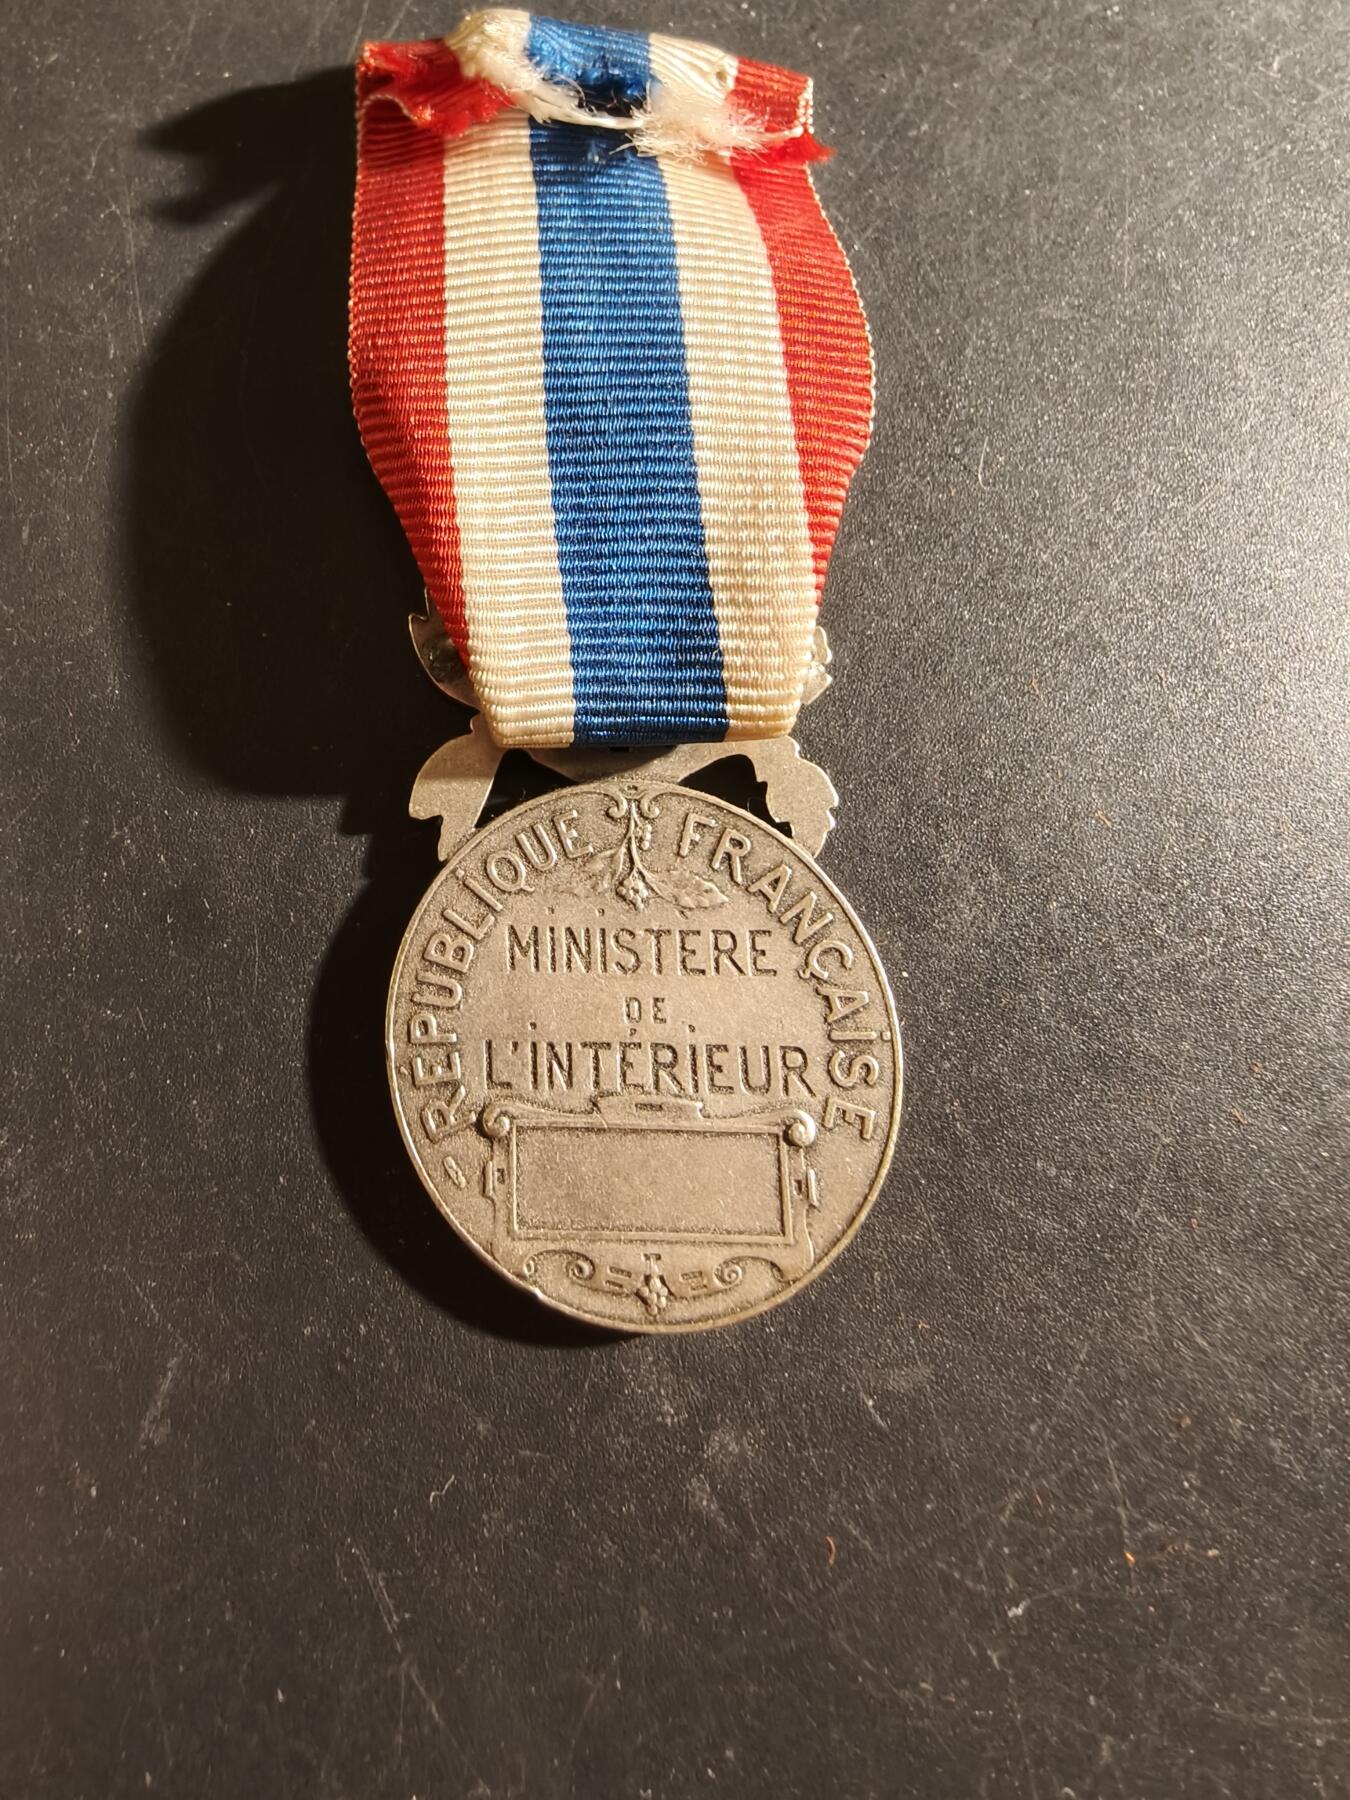 RÉPUBLIQUE FRANÇAISE
MINISTERE
DE
L'INTÉRIEUR